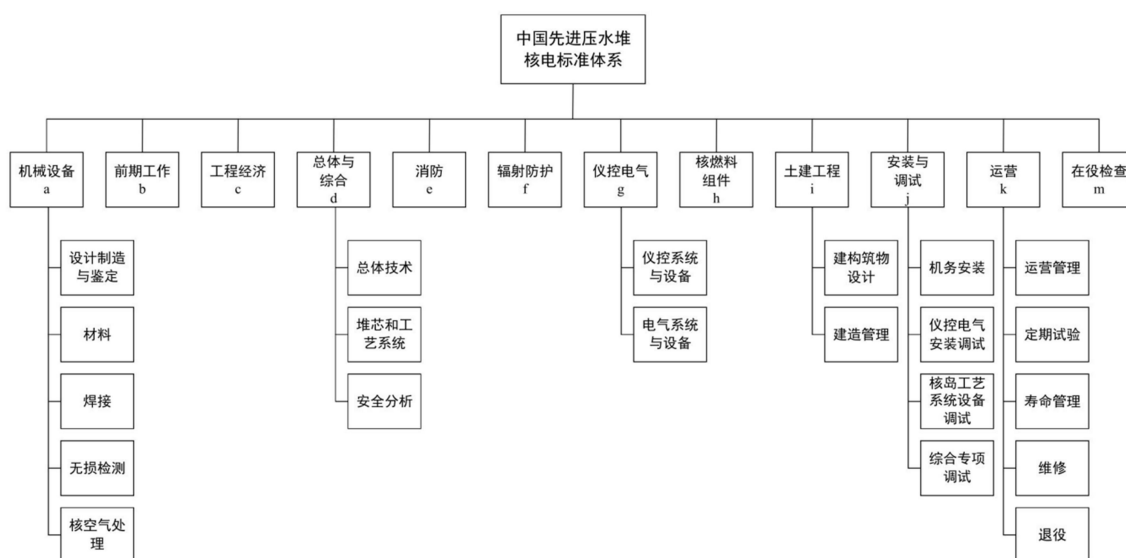 中国先进压水堆
核电标准体系
机械设备
a
前期工作
b
工程经济
c
总体与
综合
d
消防
e
辐射防护
f
仪控电气
g
核燃料
组件
h
土建工程
i
安装与
调试
j
运营
k
在役检查
m
设计制造
与鉴定
材料
焊接
无损检测
核空气处
理
总体技术
堆芯和工
艺系统
安全分析
仪控系统
与设备
电气系统
与设备
建构筑物
设计
建造管理
机务安装
仪控电气
安装调试
核岛工艺
系统设备
调试
综合专项
调试
运营管理
定期试验
寿命管理
维修
退役